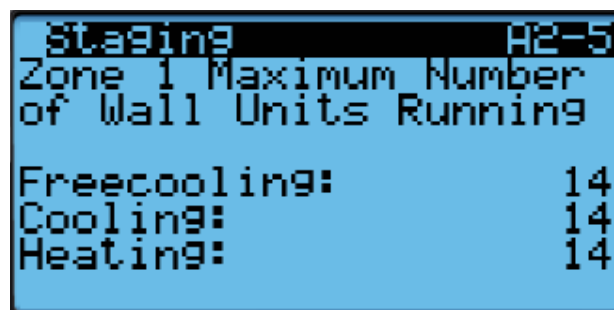 Staging A2-5
Zone 1 Maximum Number
of Wall Units Running
Freecooling: 14
Cooling: 14
Heating: 14